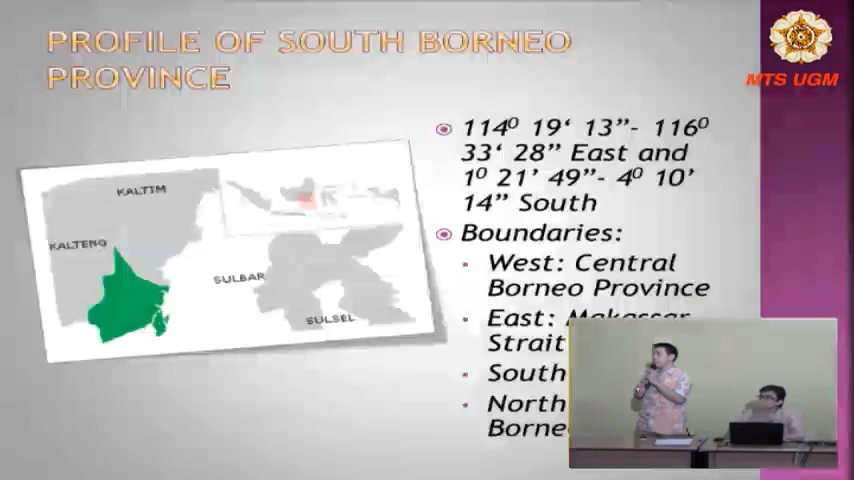 PROFILE OF SOUTH BORNEO
PROVINCE
MTS UGM
KALTIM
KALTENG
SULBAR
SULSEL
114⁰ 19‘ 13”- 116⁰
33‘ 28” East and
1⁰ 21’ 49”- 4⁰ 10’
14” South
Boundaries:
West: Central
Borneo Province
East: Makassar
Strait
South
North